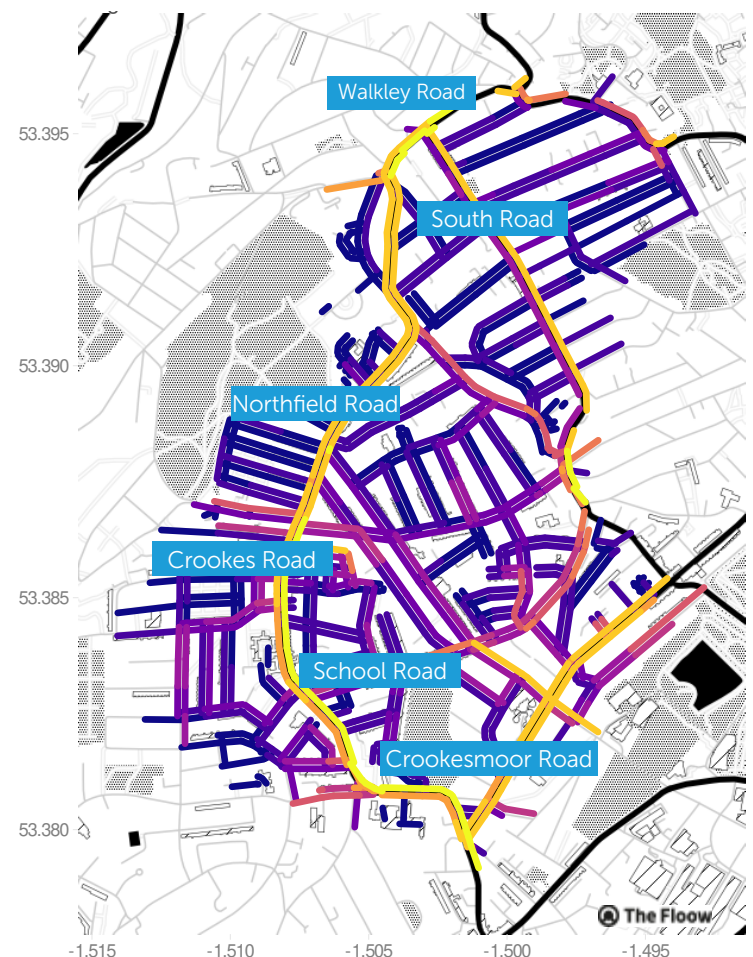 Walkley Road
53.395
South Road
53.390
Northfield Road
Crookes Road
53.385
School Road
Crookesmoor Road
53.380
The Floow
-1.515 -1.510 -1.505 -1.500 -1.495